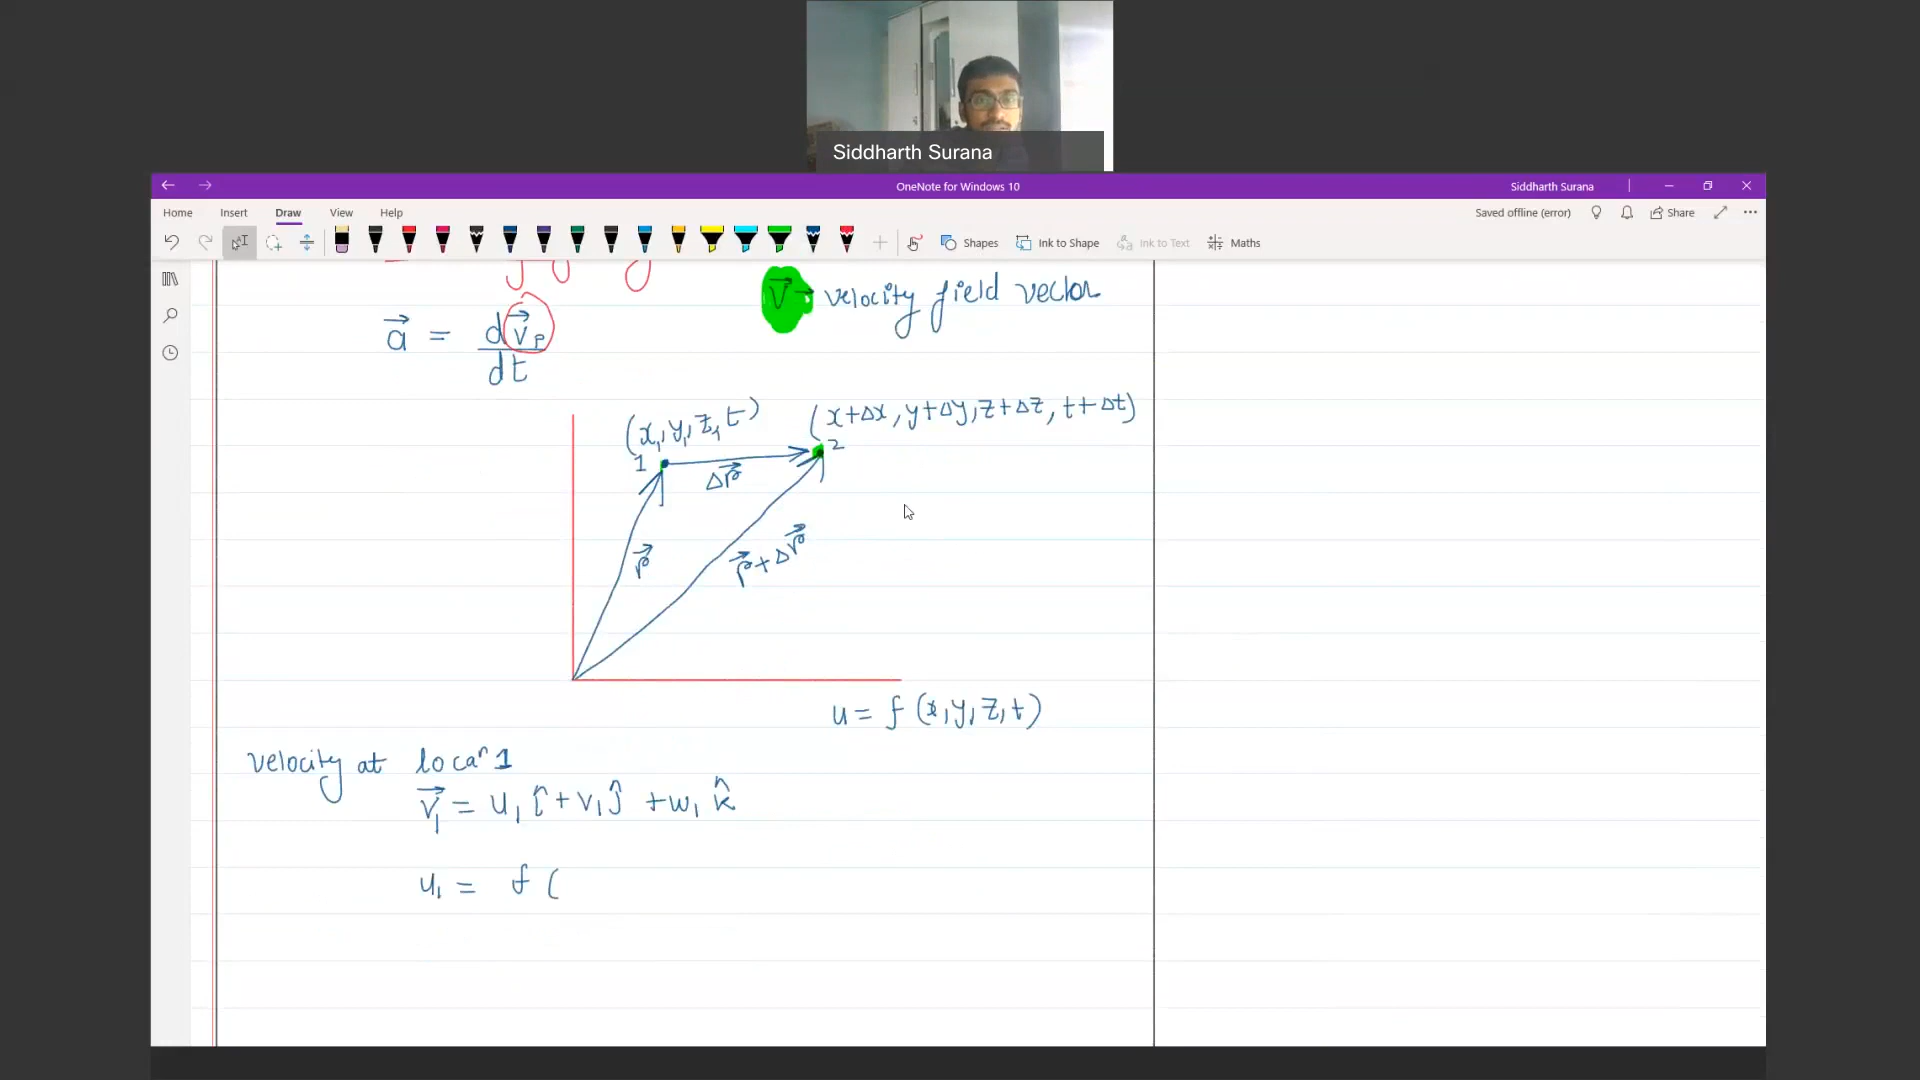 Siddharth Surana
OneNote for Windows 10
Siddharth Surana
Home Insert Draw View Help
Saved offline (error) Share
Shapes Ink to Shape Ink to Text Maths
V⃗ → velocity field vector
a⃗ = dv⃗p / dt
(x, y, z, t)
(x+Δx, y+Δy, z+Δz, t+Δt)
1
2
Δr⃗
r⃗
r⃗+Δr⃗
u = f (x, y, z, t)
velocity at locaⁿ 1
V⃗₁ = u₁ î + v₁ ĵ + w₁ k̂
u₁ = f (